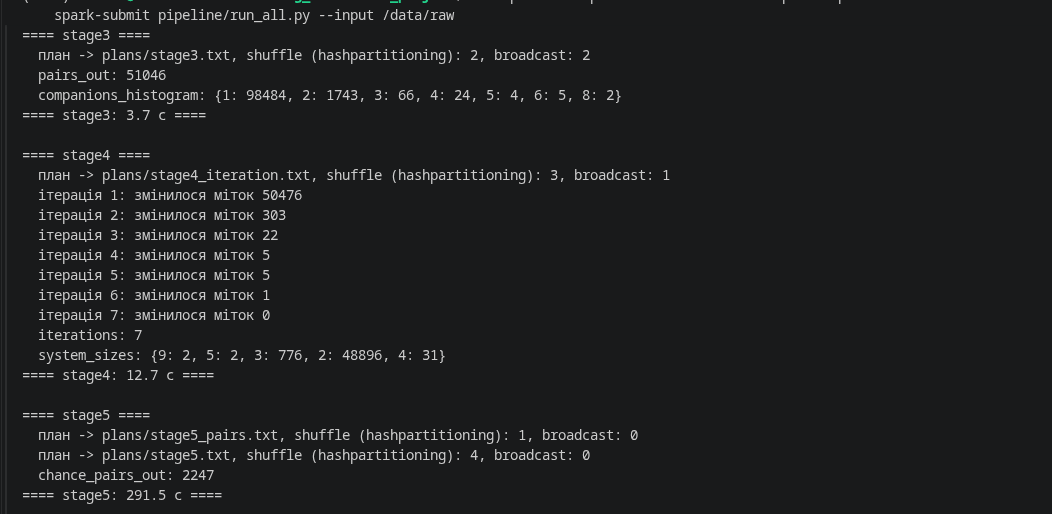 spark-submit pipeline/run_all.py --input /data/raw
==== stage3 ====
план -> plans/stage3.txt, shuffle (hashpartitioning): 2, broadcast: 2
pairs_out: 51046
companions_histogram: {1: 98484, 2: 1743, 3: 66, 4: 24, 5: 4, 6: 5, 8: 2}
==== stage3: 3.7 с ====
==== stage4 ====
план -> plans/stage4_iteration.txt, shuffle (hashpartitioning): 3, broadcast: 1
ітерація 1: змінилося міток 50476
ітерація 2: змінилося міток 303
ітерація 3: змінилося міток 22
ітерація 4: змінилося міток 5
ітерація 5: змінилося міток 5
ітерація 6: змінилося міток 1
ітерація 7: змінилося міток 0
iterations: 7
system_sizes: {9: 2, 5: 2, 3: 776, 2: 48896, 4: 31}
==== stage4: 12.7 с ====
==== stage5 ====
план -> plans/stage5_pairs.txt, shuffle (hashpartitioning): 1, broadcast: 0
план -> plans/stage5.txt, shuffle (hashpartitioning): 4, broadcast: 0
chance_pairs_out: 2247
==== stage5: 291.5 с ====